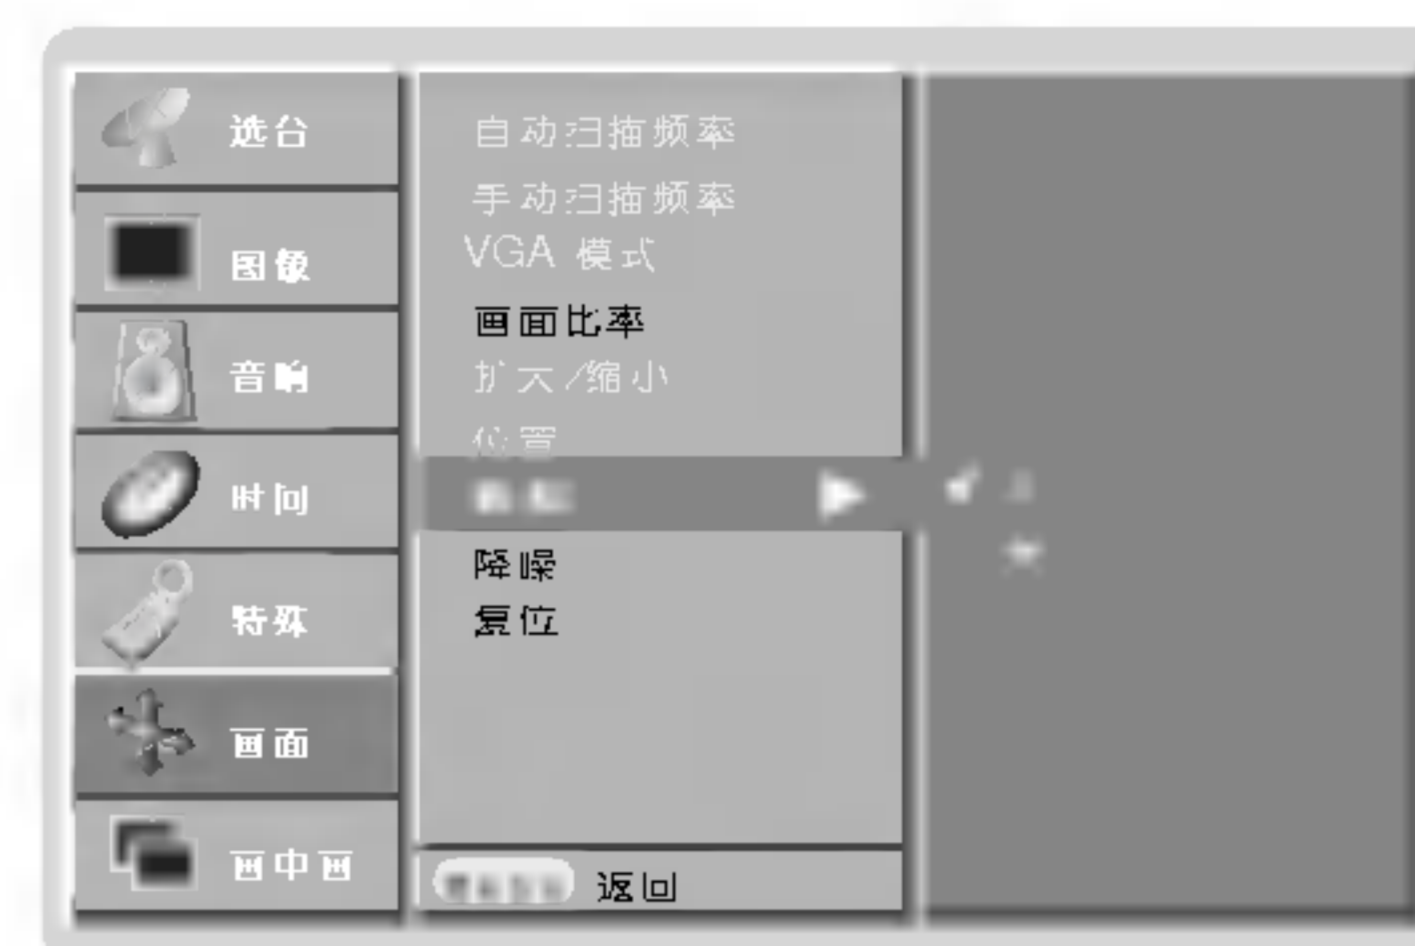 选台
图像
音响
时间
特殊
画面
画中画
自动扫描频率
手动扫描频率
VGA 模式
画面比率
扩大/缩小
位置
降噪
复位
返回